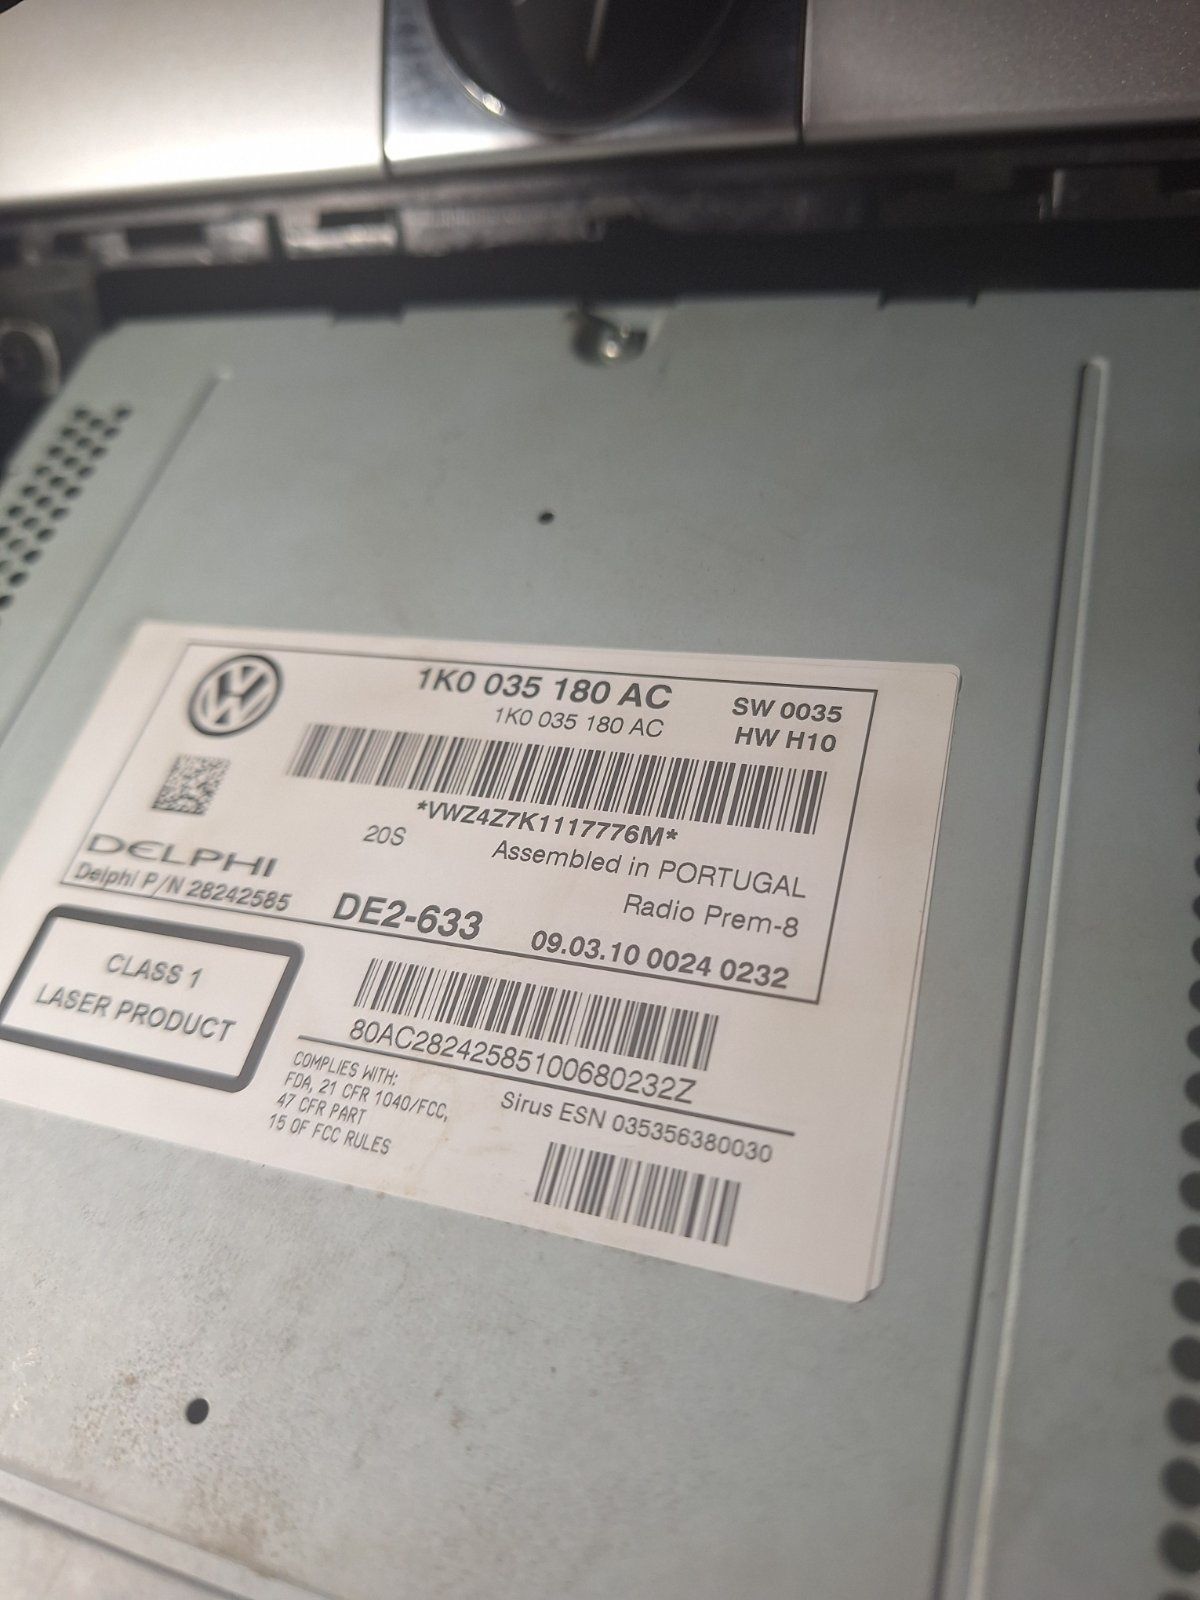 1K0 035 180 AC
SW 0035
1K0 035 180 AC
HW H10
*VWZ4Z7K1117776M*
20S
Assembled in PORTUGAL
DELPHI
Delphi P/N 28242585
Radio Prem-8
DE2-633
09.03.10 0024 0232
CLASS 1
LASER PRODUCT
80AC28242585100680232Z
COMPLIES WITH:
FDA, 21 CFR 1040/FCC,
47 CFR PART
15 OF FCC RULES
Sirus ESN 035356380030